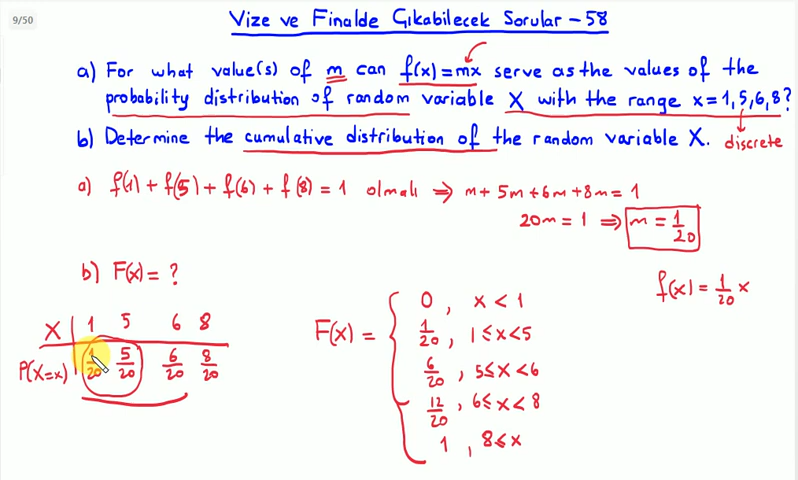 9/50
Vize ve Finalde Çıkabilecek Sorular - 58
a) For what value(s) of m can f(x)=mx serve as the values of the
probability distribution of random variable X with the range x=1,5,6,8?
b) Determine the cumulative distribution of the random variable X. discrete
a) f(1) + f(5) + f(6) + f(8) = 1 olmalı ⇒ m + 5m + 6m + 8m = 1
20m = 1 ⇒ m = 1/20
b) F(x) = ?
f(x) = 1/20 x
X 1 5 6 8
P(X=x) 1/20 5/20 6/20 8/20
F(x) =
0, x < 1
1/20, 1 ≤ x < 5
6/20, 5 ≤ x < 6
12/20, 6 ≤ x < 8
1, 8 ≤ x